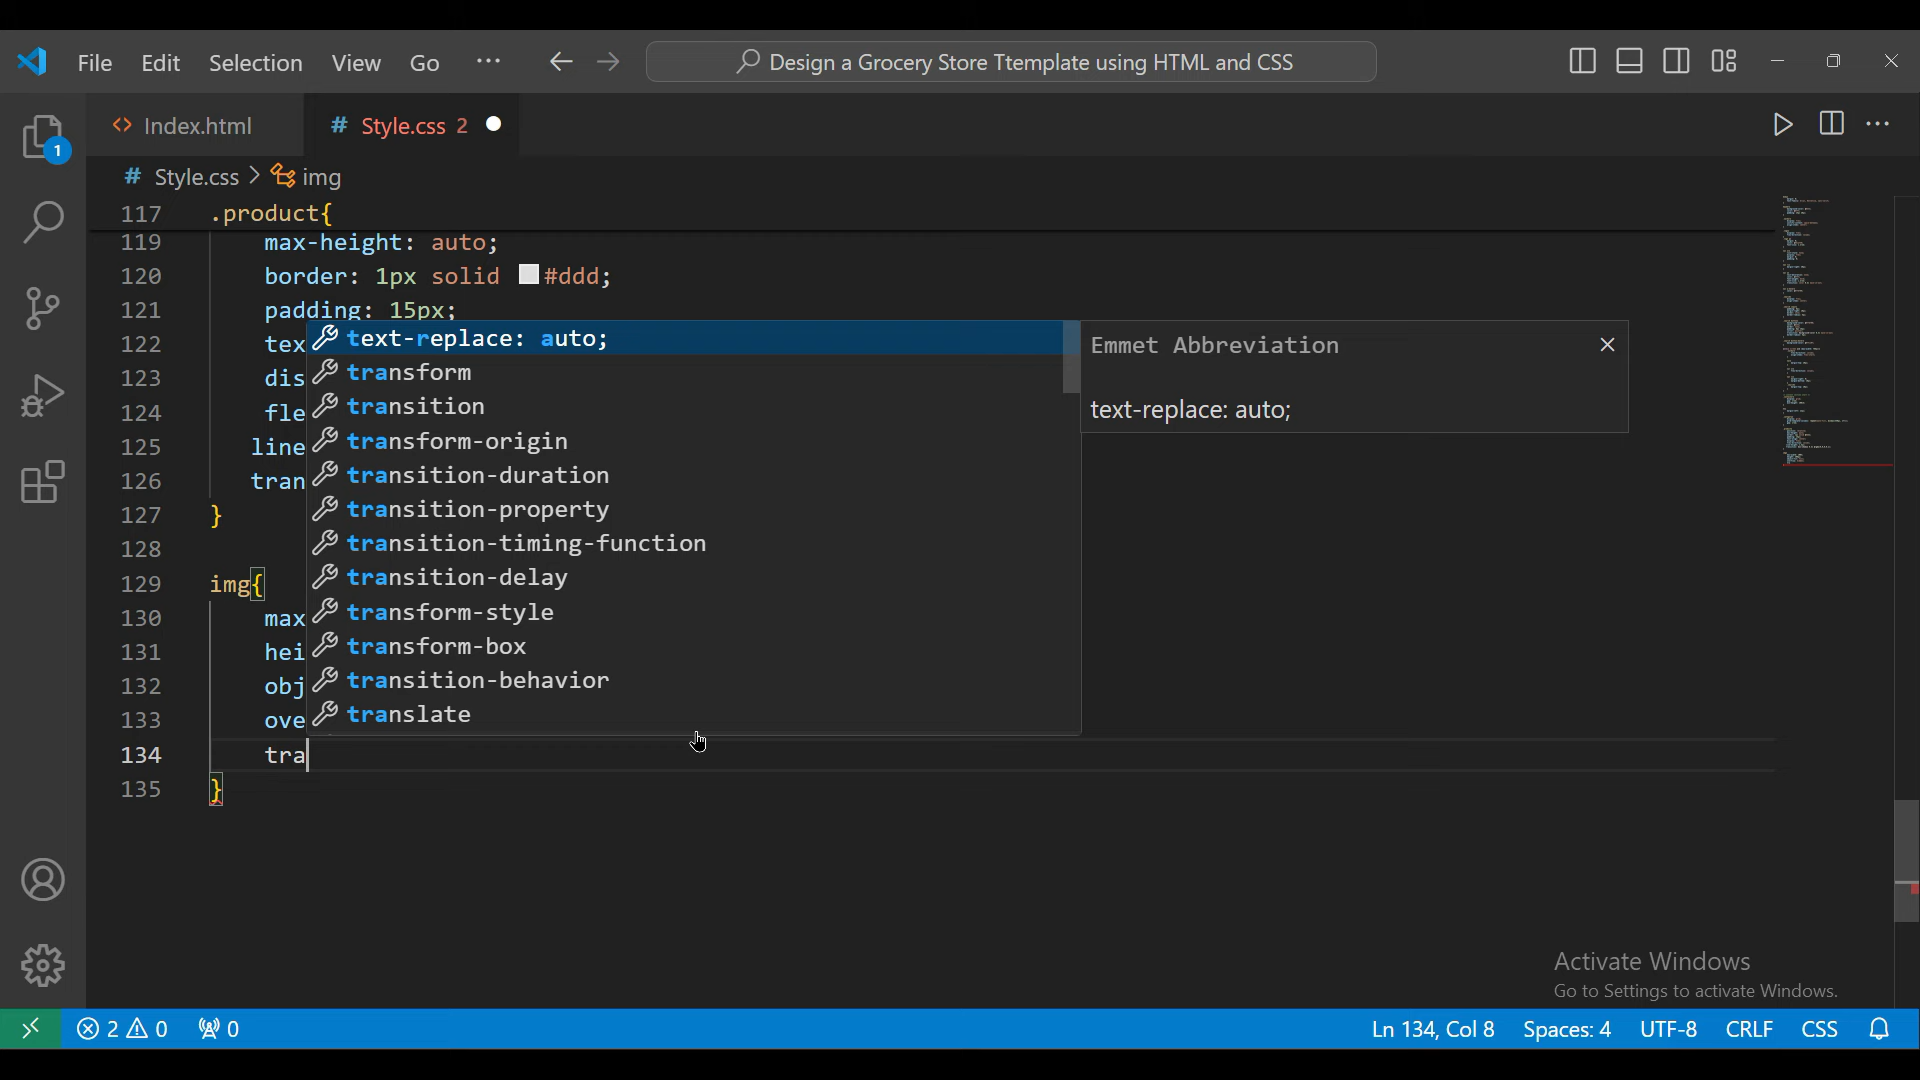 File Edit Selection View Go ··· Design a Grocery Store Ttemplate using HTML and CSS
Index.html # Style.css 2
1
# Style.css > img
117 .product{
119 max-height: auto;
120 border: 1px solid #ddd;
121 padding: 15px;
122 tex
123 dis
124 fle
125 line
126 tran
127 }
128
129 img{
130 max
131 hei
132 obj
133 ove
134 tra
135 }
text-replace: auto;
transform
transition
transform-origin
transition-duration
transition-property
transition-timing-function
transition-delay
transform-style
transform-box
transition-behavior
translate
Emmet Abbreviation
text-replace: auto;
Activate Windows
Go to Settings to activate Windows.
2 0 0 Ln 134, Col 8 Spaces: 4 UTF-8 CRLF CSS